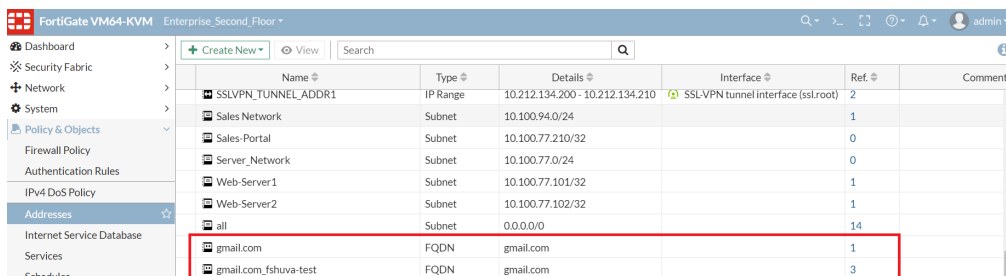 FortiGate VM64-KVM Enterprise_Second_Floor admin
Dashboard
Security Fabric
Network
System
Policy & Objects
Firewall Policy
Authentication Rules
IPv4 DoS Policy
Addresses
Internet Service Database
Services
Schedules
+ Create New View Search
Name Type Details Interface Ref. Comment
SSLVPN_TUNNEL_ADDR1 IP Range 10.212.134.200 - 10.212.134.210 SSL-VPN tunnel interface (ssl.root) 2
Sales Network Subnet 10.100.94.0/24 1
Sales-Portal Subnet 10.100.77.210/32 0
Server_Network Subnet 10.100.77.0/24 0
Web-Server1 Subnet 10.100.77.101/32 1
Web-Server2 Subnet 10.100.77.102/32 1
all Subnet 0.0.0.0/0 14
gmail.com FQDN gmail.com 1
gmail.com_fshuva-test FQDN gmail.com 3